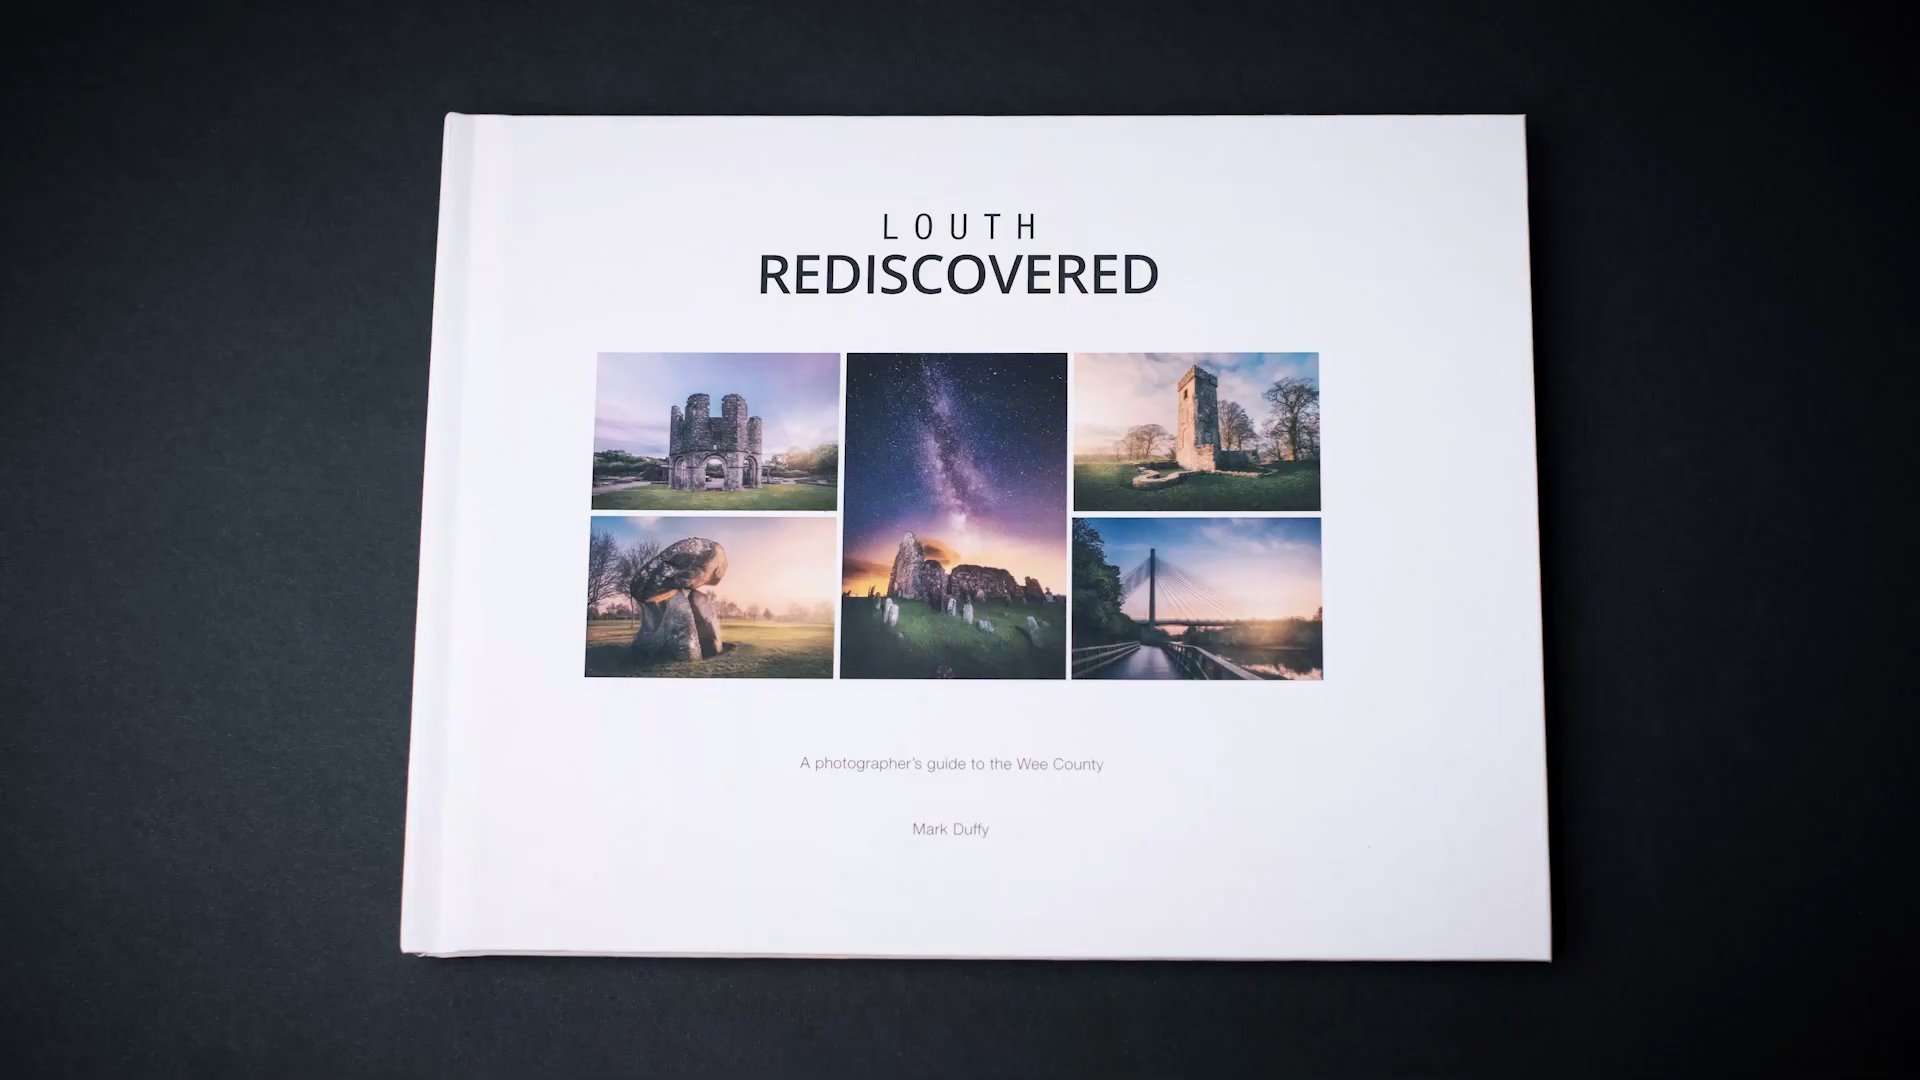 LOUTH
REDISCOVERED
A photographer's guide to the Wee County
Mark Duffy